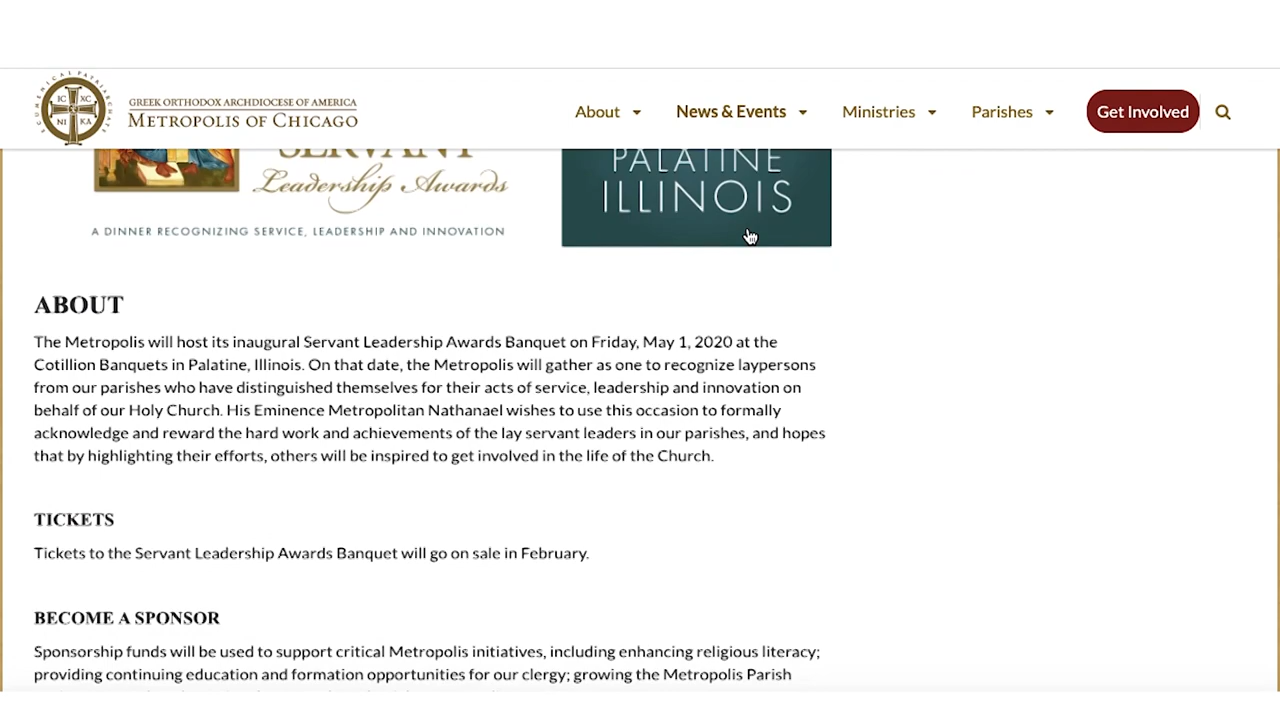 ECUMENICAL PATRIARCHATE
IC XC
NI KA
GREEK ORTHODOX ARCHDIOCESE OF AMERICA
METROPOLIS OF CHICAGO
About
News & Events
Ministries
Parishes
Get Involved
SERVANT
Leadership Awards
A DINNER RECOGNIZING SERVICE, LEADERSHIP AND INNOVATION
PALATINE
ILLINOIS
ABOUT
The Metropolis will host its inaugural Servant Leadership Awards Banquet on Friday, May 1, 2020 at the
Cotillion Banquets in Palatine, Illinois. On that date, the Metropolis will gather as one to recognize laypersons
from our parishes who have distinguished themselves for their acts of service, leadership and innovation on
behalf of our Holy Church. His Eminence Metropolitan Nathanael wishes to use this occasion to formally
acknowledge and reward the hard work and achievements of the lay servant leaders in our parishes, and hopes
that by highlighting their efforts, others will be inspired to get involved in the life of the Church.
TICKETS
Tickets to the Servant Leadership Awards Banquet will go on sale in February.
BECOME A SPONSOR
Sponsorship funds will be used to support critical Metropolis initiatives, including enhancing religious literacy;
providing continuing education and formation opportunities for our clergy; growing the Metropolis Parish